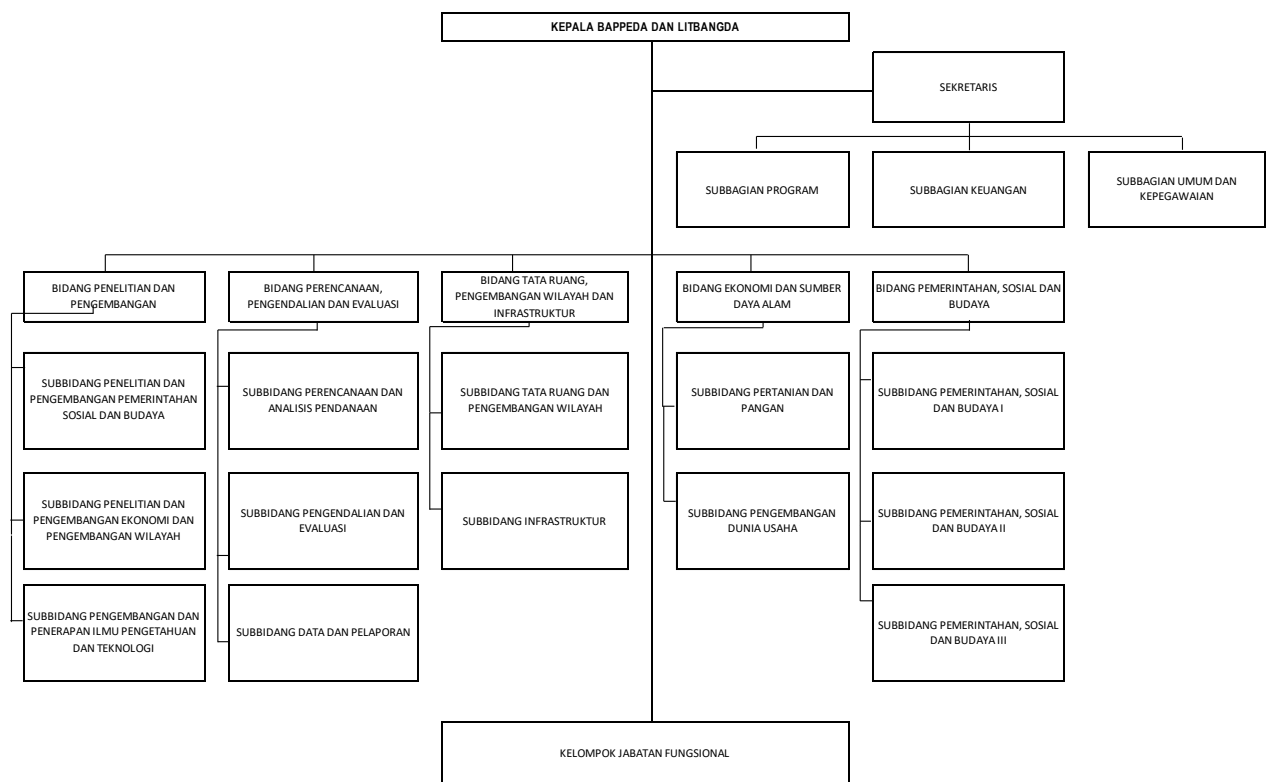 KEPALA BAPPEDA DAN LITBANGDA
SEKRETARIS
SUBBAGIAN PROGRAM
SUBBAGIAN KEUANGAN
SUBBAGIAN UMUM DAN
KEPEGAWAIAN
BIDANG PENELITIAN DAN
PENGEMBANGAN
BIDANG PERENCANAAN,
PENGENDALIAN DAN EVALUASI
BIDANG TATA RUANG,
PENGEMBANGAN WILAYAH DAN
INFRASTRUKTUR
BIDANG EKONOMI DAN SUMBER
DAYA ALAM
BIDANG PEMERINTAHAN, SOSIAL DAN
BUDAYA
SUBBIDANG PENELITIAN DAN
PENGEMBANGAN PEMERINTAHAN
SOSIAL DAN BUDAYA
SUBBIDANG PERENCANAAN DAN
ANALISIS PENDANAAN
SUBBIDANG TATA RUANG DAN
PENGEMBANGAN WILAYAH
SUBBIDANG PERTANIAN DAN
PANGAN
SUBBIDANG PEMERINTAHAN, SOSIAL
DAN BUDAYA I
SUBBIDANG PENELITIAN DAN
PENGEMBANGAN EKONOMI DAN
PENGEMBANGAN WILAYAH
SUBBIDANG PENGENDALIAN DAN
EVALUASI
SUBBIDANG INFRASTRUKTUR
SUBBIDANG PENGEMBANGAN
DUNIA USAHA
SUBBIDANG PEMERINTAHAN, SOSIAL
DAN BUDAYA II
SUBBIDANG PENGEMBANGAN DAN
PENERAPAN ILMU PENGETAHUAN
DAN TEKNOLOGI
SUBBIDANG DATA DAN PELAPORAN
SUBBIDANG PEMERINTAHAN, SOSIAL
DAN BUDAYA III
KELOMPOK JABATAN FUNGSIONAL